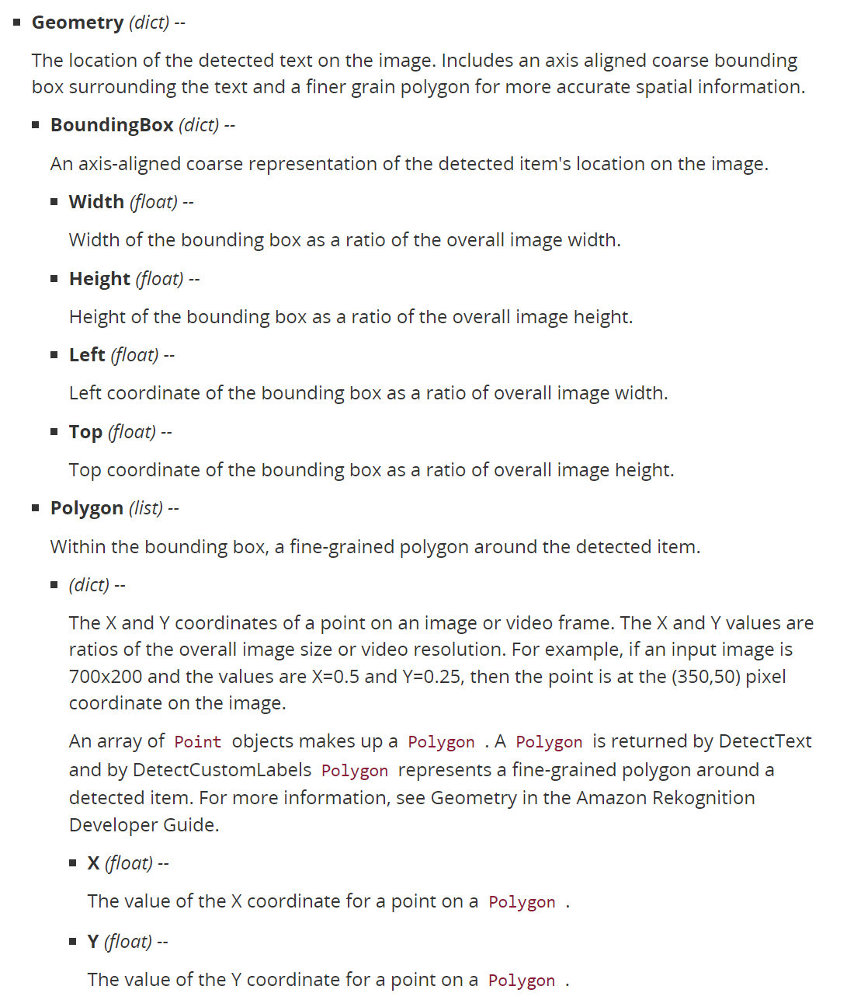 Geometry (dict) --
The location of the detected text on the image. Includes an axis aligned coarse bounding
box surrounding the text and a finer grain polygon for more accurate spatial information.
BoundingBox (dict) --
An axis-aligned coarse representation of the detected item's location on the image.
Width (float) --
Width of the bounding box as a ratio of the overall image width.
Height (float) --
Height of the bounding box as a ratio of the overall image height.
Left (float) --
Left coordinate of the bounding box as a ratio of overall image width.
Top (float) --
Top coordinate of the bounding box as a ratio of overall image height.
Polygon (list) --
Within the bounding box, a fine-grained polygon around the detected item.
(dict) --
The X and Y coordinates of a point on an image or video frame. The X and Y values are
ratios of the overall image size or video resolution. For example, if an input image is
700x200 and the values are X=0.5 and Y=0.25, then the point is at the (350,50) pixel
coordinate on the image.
An array of Point objects makes up a Polygon . A Polygon is returned by DetectText
and by DetectCustomLabels Polygon represents a fine-grained polygon around a
detected item. For more information, see Geometry in the Amazon Rekognition
Developer Guide.
X (float) --
The value of the X coordinate for a point on a Polygon .
Y (float) --
The value of the Y coordinate for a point on a Polygon .